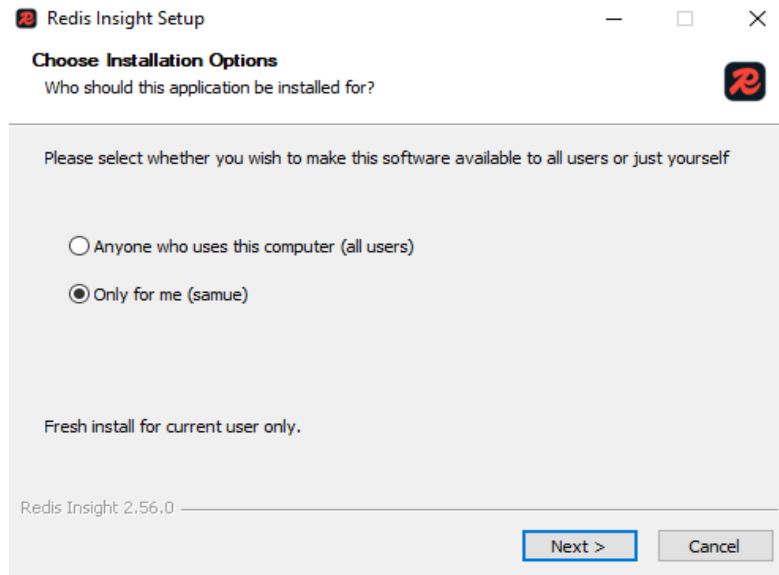 Redis Insight Setup
Choose Installation Options
Who should this application be installed for?
Please select whether you wish to make this software available to all users or just yourself
Anyone who uses this computer (all users)
Only for me (samue)
Fresh install for current user only.
Redis Insight 2.56.0
Next >
Cancel